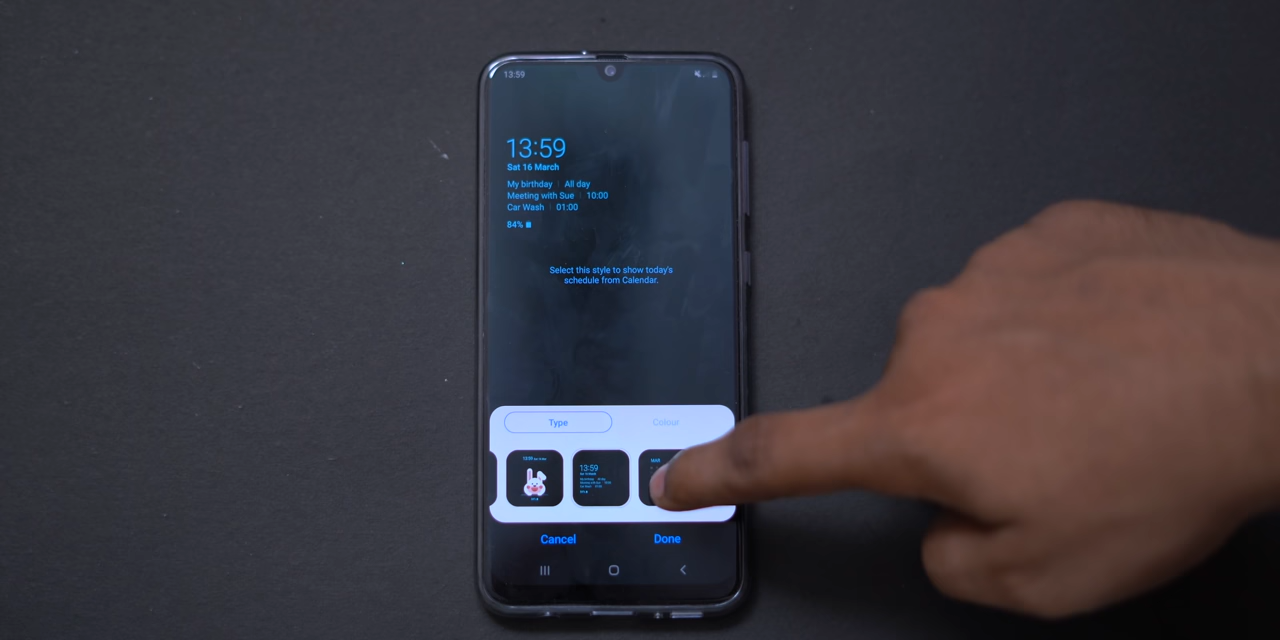 13:59
13:59
Sat 16 March
My birthday | All day
Meeting with Sue | 10:00
Car Wash | 01:00
84%
Select this style to show today's
schedule from Calendar.
Type Colour
13:59 MAR
Cancel Done